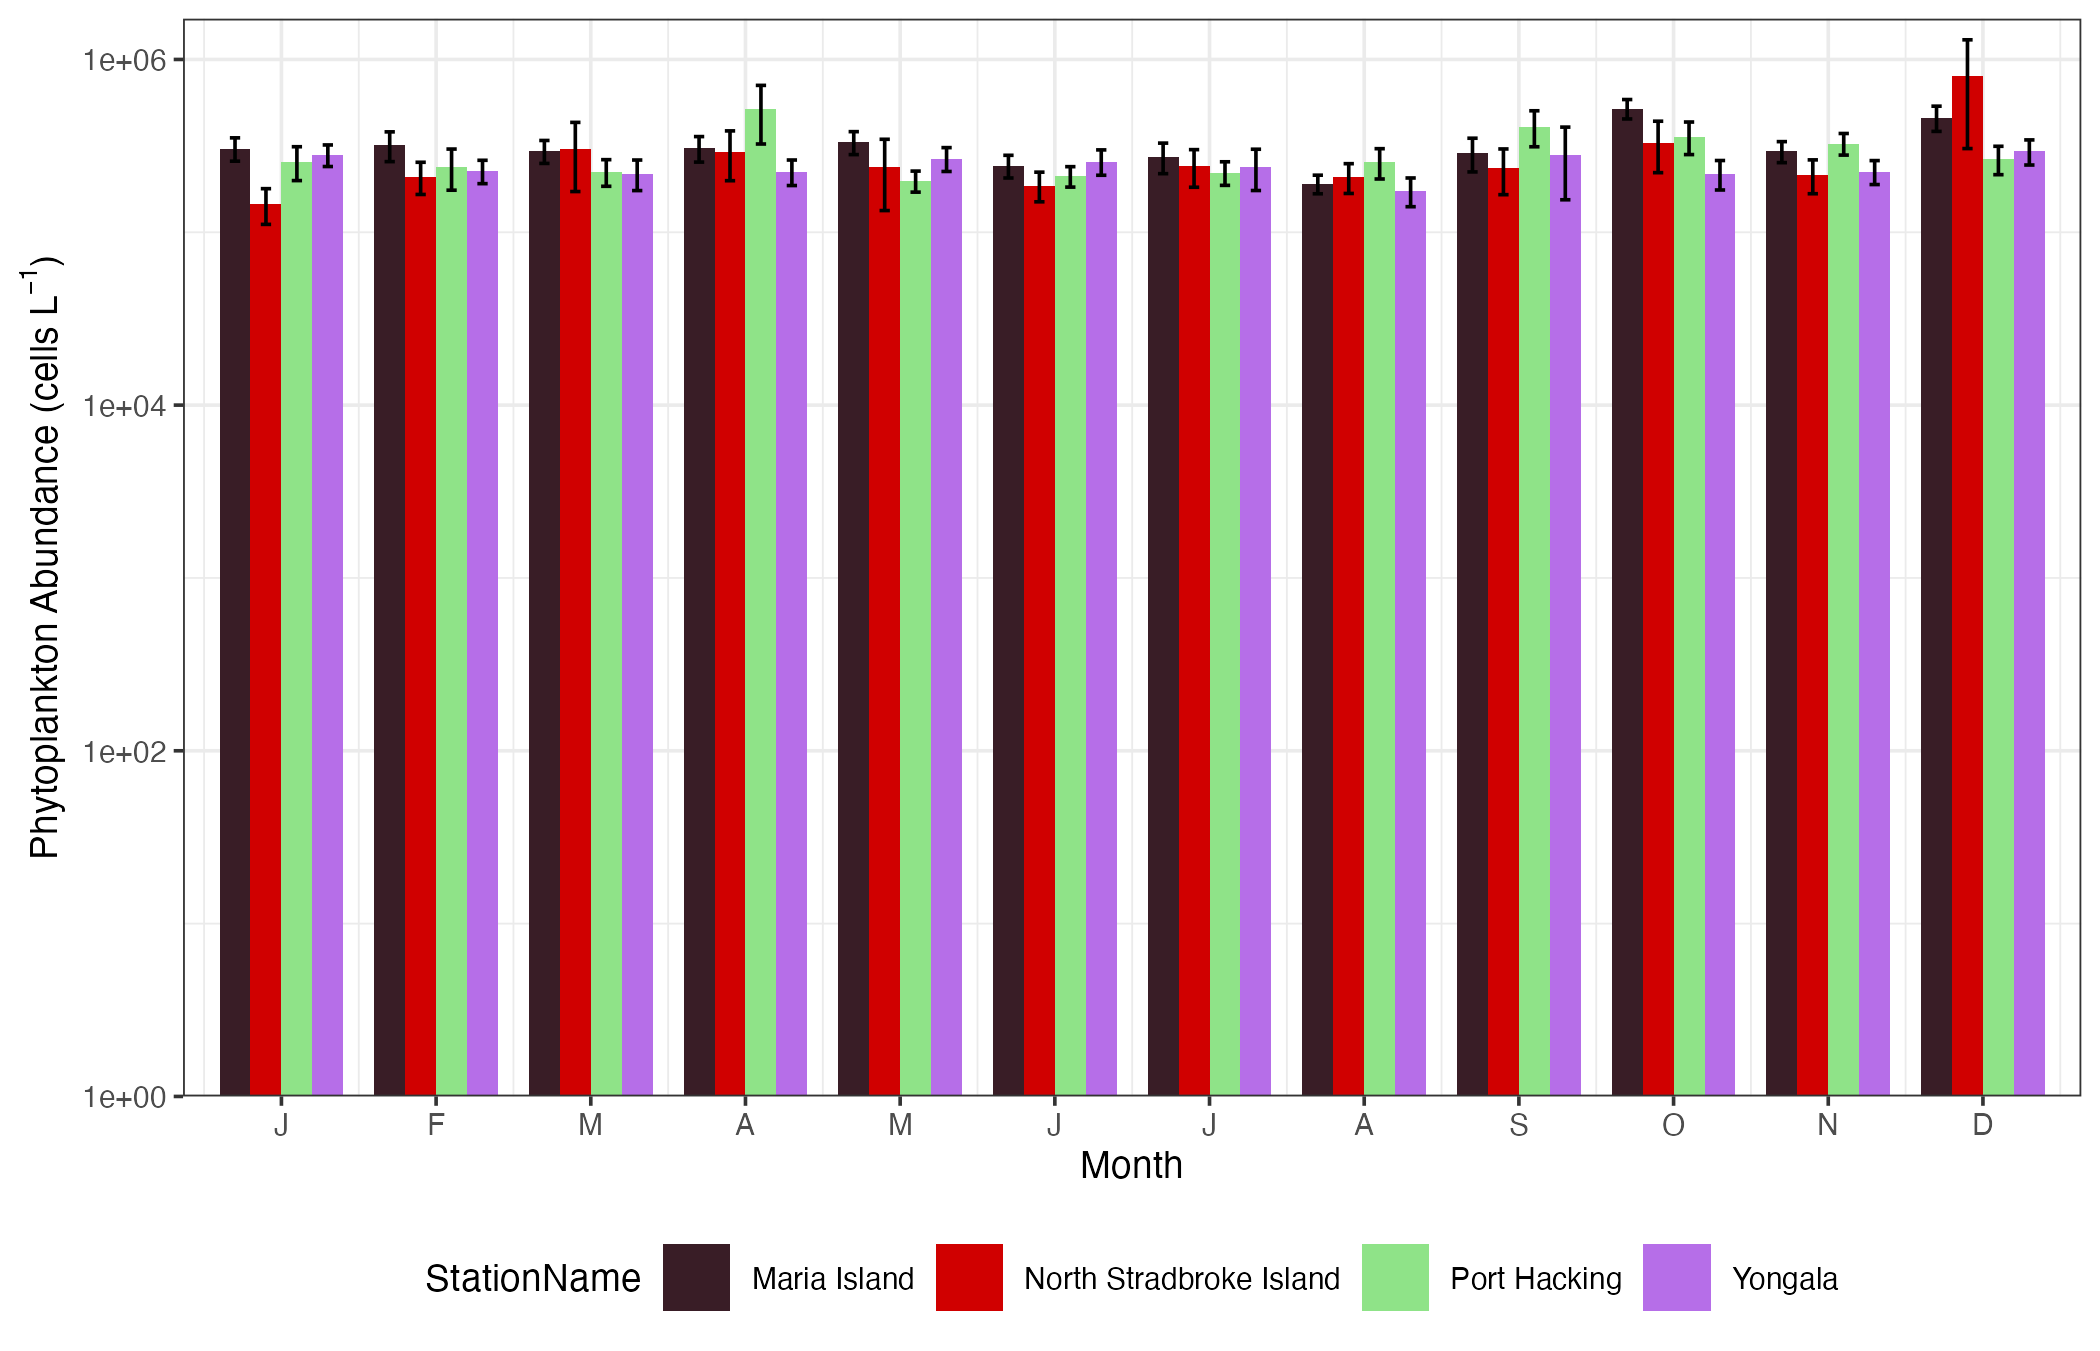 Phytoplankton Abundance (cells L⁻¹)
1e+06
1e+04
1e+02
1e+00
J F M A M J J A S O N D
Month
StationName Maria Island North Stradbroke Island Port Hacking Yongala